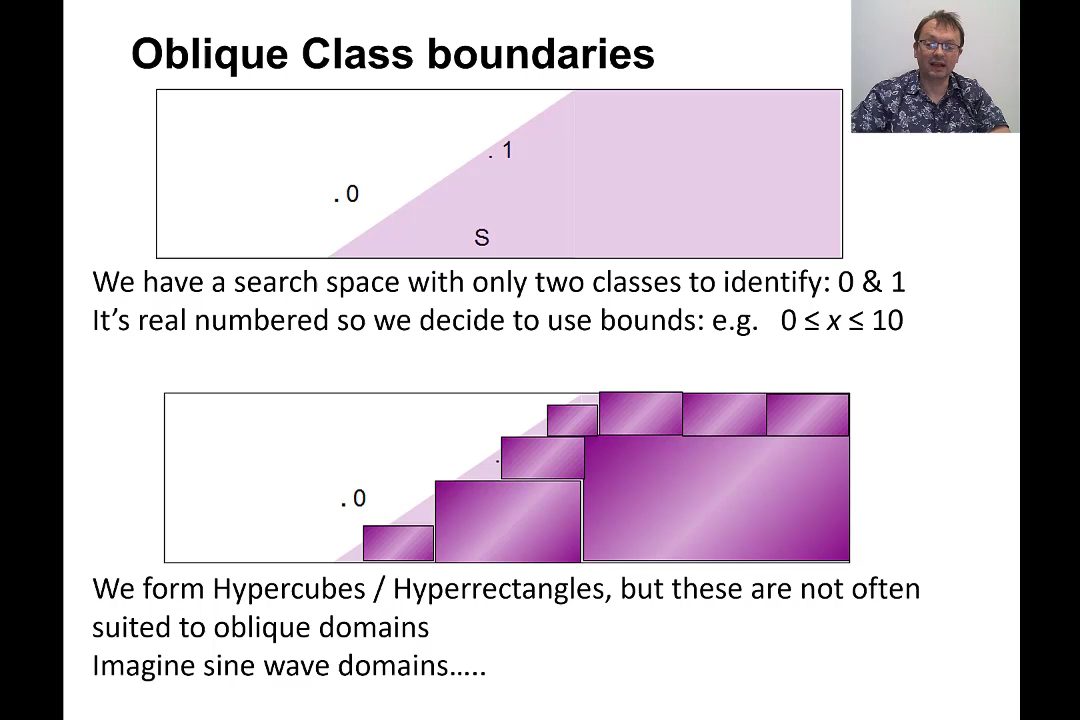 Oblique Class boundaries
. 1
. 0
S
We have a search space with only two classes to identify: 0 & 1
It’s real numbered so we decide to use bounds: e.g. 0 ≤ x ≤ 10
.
. 0
We form Hypercubes / Hyperrectangles, but these are not often
suited to oblique domains
Imagine sine wave domains…..